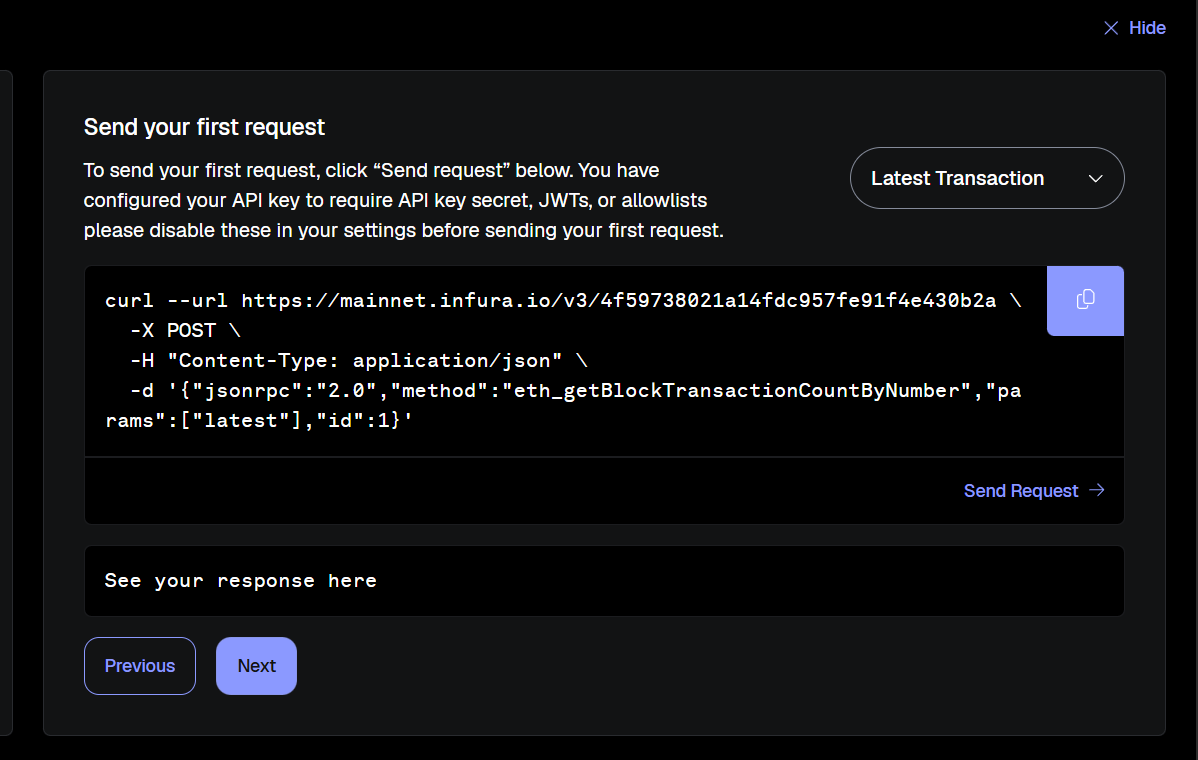 Hide
Send your first request
To send your first request, click “Send request” below. You have
configured your API key to require API key secret, JWTs, or allowlists
please disable these in your settings before sending your first request.
Latest Transaction
curl --url https://mainnet.infura.io/v3/4f59738021a14fdc957fe91f4e430b2a \
-X POST \
-H "Content-Type: application/json" \
-d '{"jsonrpc":"2.0","method":"eth_getBlockTransactionCountByNumber","pa
rams":["latest"],"id":1}'
Send Request
See your response here
Previous
Next